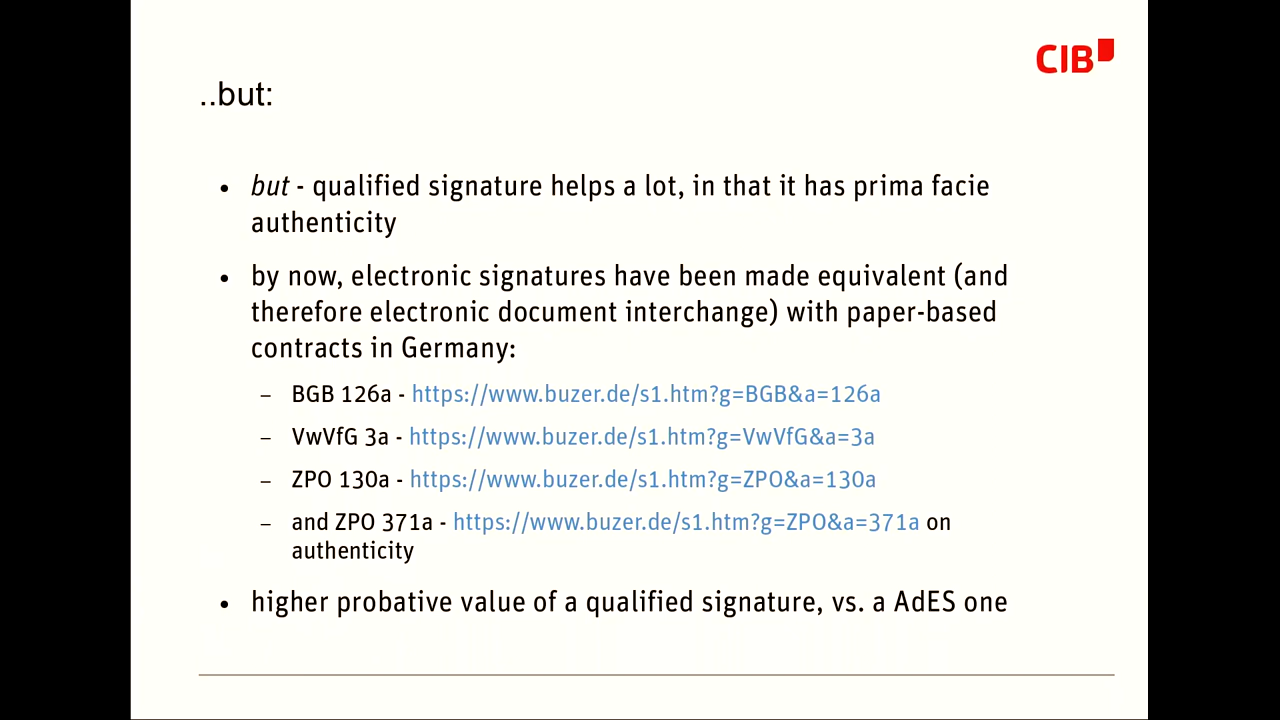 CIB
..but:
• but - qualified signature helps a lot, in that it has prima facie
authenticity
• by now, electronic signatures have been made equivalent (and
therefore electronic document interchange) with paper-based
contracts in Germany:
– BGB 126a - https://www.buzer.de/s1.htm?g=BGB&a=126a
– VwVfG 3a - https://www.buzer.de/s1.htm?g=VwVfG&a=3a
– ZPO 130a - https://www.buzer.de/s1.htm?g=ZPO&a=130a
– and ZPO 371a - https://www.buzer.de/s1.htm?g=ZPO&a=371a on
authenticity
• higher probative value of a qualified signature, vs. a AdES one